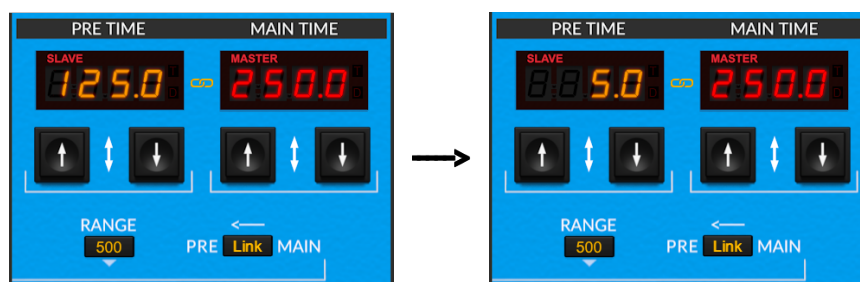 PRE TIME MAIN TIME
SLAVE MASTER
125.0 250.0
RANGE
500 PRE Link MAIN
PRE TIME MAIN TIME
SLAVE MASTER
5.0 250.0
RANGE
500 PRE Link MAIN